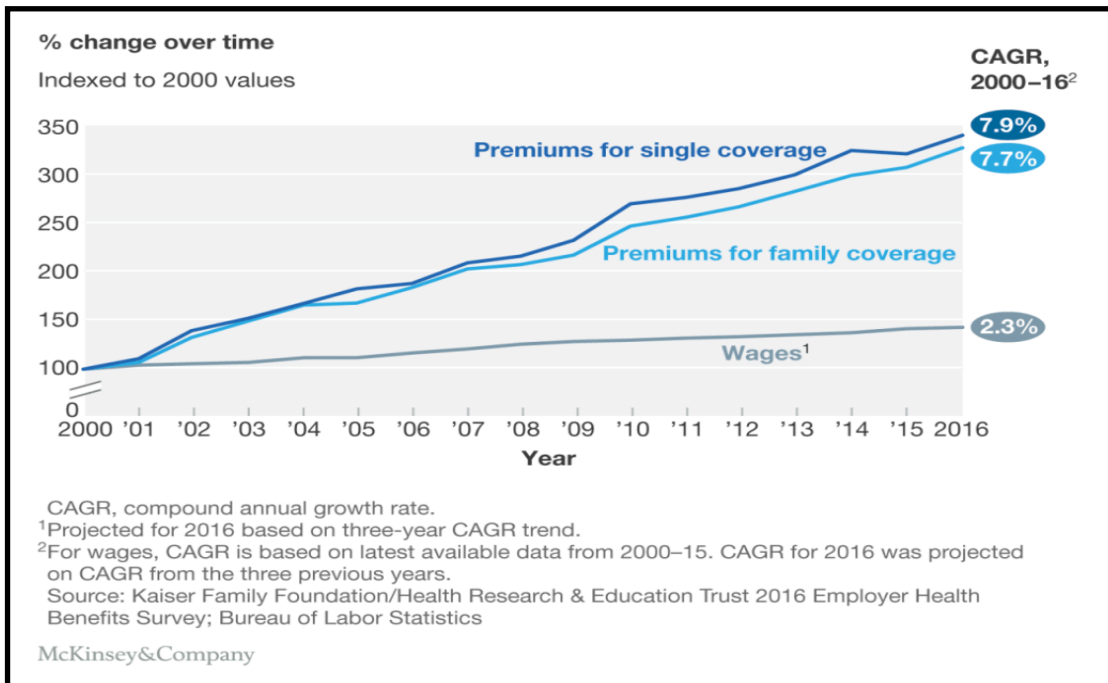 % change over time
Indexed to 2000 values
CAGR,
2000–16²
350
7.9%
Premiums for single coverage
7.7%
300
250
Premiums for family coverage
200
150
2.3%
Wages¹
100
0
2000 ’01 ’02 ’03 ’04 ’05 ’06 ’07 ’08 ’09 ’10 ’11 ’12 ’13 ’14 ’15 2016
Year
CAGR, compound annual growth rate.
¹Projected for 2016 based on three-year CAGR trend.
²For wages, CAGR is based on latest available data from 2000–15. CAGR for 2016 was projected
on CAGR from the three previous years.
Source: Kaiser Family Foundation/Health Research & Education Trust 2016 Employer Health
Benefits Survey; Bureau of Labor Statistics
McKinsey&Company